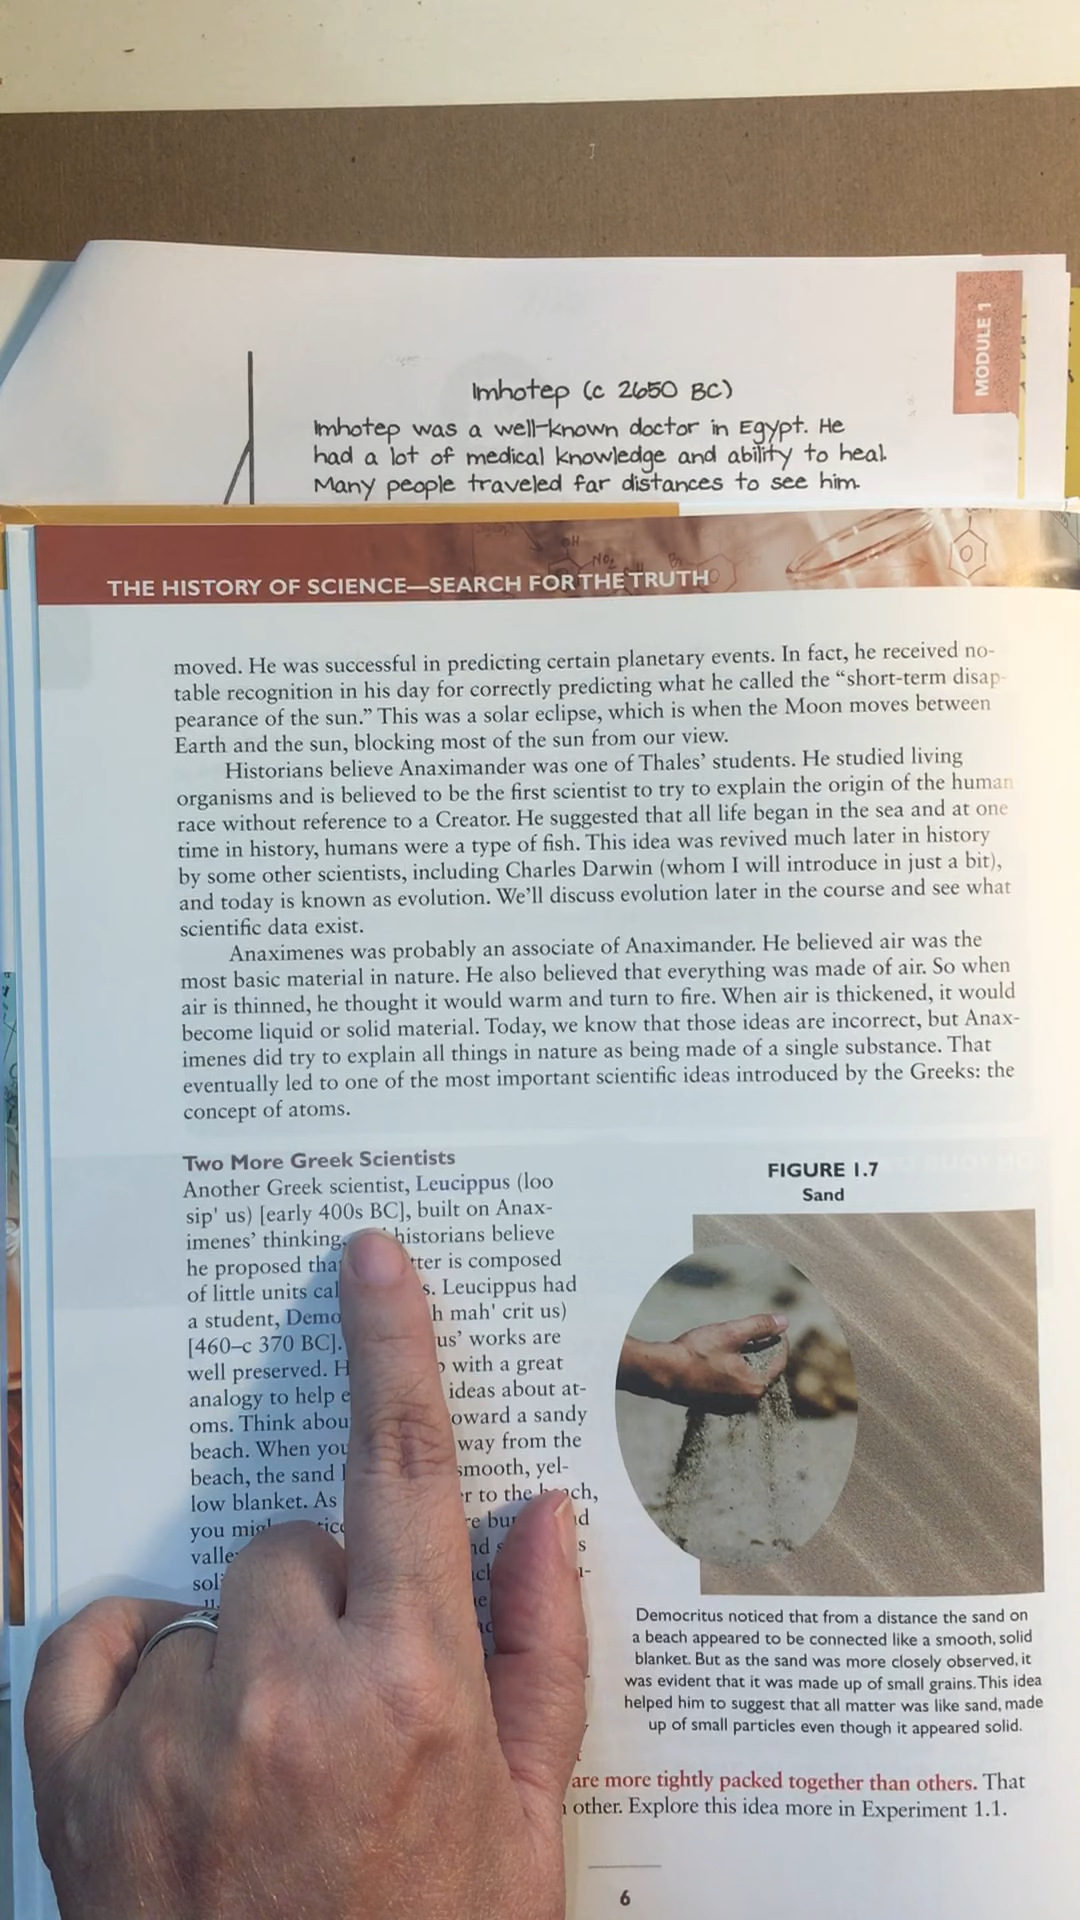 MODULE 1
Imhotep (c 2650 BC)
Imhotep was a well-known doctor in Egypt. He
had a lot of medical knowledge and ability to heal.
Many people traveled far distances to see him.
OH
NO₂
Br
THE HISTORY OF SCIENCE—SEARCH FOR THE TRUTH
moved. He was successful in predicting certain planetary events. In fact, he received no-
table recognition in his day for correctly predicting what he called the “short-term disap-
pearance of the sun.” This was a solar eclipse, which is when the Moon moves between
Earth and the sun, blocking most of the sun from our view.
Historians believe Anaximander was one of Thales’ students. He studied living
organisms and is believed to be the first scientist to try to explain the origin of the human
race without reference to a Creator. He suggested that all life began in the sea and at one
time in history, humans were a type of fish. This idea was revived much later in history
by some other scientists, including Charles Darwin (whom I will introduce in just a bit),
and today is known as evolution. We’ll discuss evolution later in the course and see what
scientific data exist.
Anaximenes was probably an associate of Anaximander. He believed air was the
most basic material in nature. He also believed that everything was made of air. So when
air is thinned, he thought it would warm and turn to fire. When air is thickened, it would
become liquid or solid material. Today, we know that those ideas are incorrect, but Anax-
imenes did try to explain all things in nature as being made of a single substance. That
eventually led to one of the most important scientific ideas introduced by the Greeks: the
concept of atoms.
Two More Greek Scientists
Another Greek scientist, Leucippus (loo
sip' us) [early 400s BC], built on Anax-
imenes’ thinking, historians believe
he proposed
of little units Leucippus had
a student, mah' crit us)
[460–c 370 BC]. works are
well preserved. with a great
analogy to help ideas about at-
oms. Think a sandy
beach. When from the
beach, the sand smooth, yel-
low blanket. As to the
you
FIGURE 1.7
Sand
Democritus noticed that from a distance the sand on
a beach appeared to be connected like a smooth, solid
blanket. But as the sand was more closely observed, it
was evident that it was made up of small grains. This idea
helped him to suggest that all matter was like sand, made
up of small particles even though it appeared solid.
are more tightly packed together than others. That
other. Explore this idea more in Experiment 1.1.
6